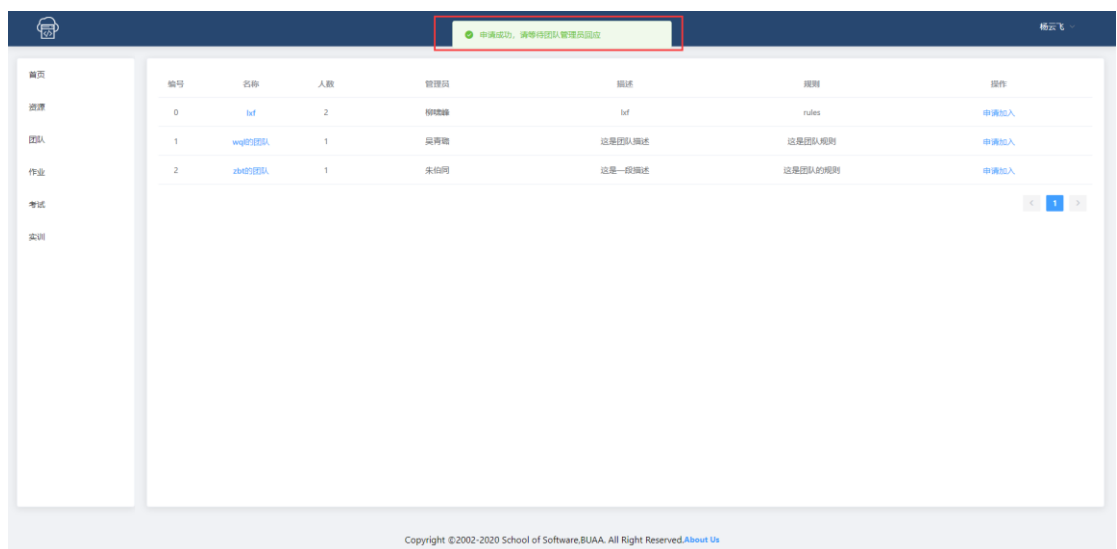 申请成功，请等待团队管理员回应
杨云飞
首页
资源
团队
作业
考试
实训
编号 名称 人数 管理员 描述 规则 操作
0 lxf 2 柳曉峰 lxf rules 申请加入
1 wql的团队 1 吴青聪 这是团队描述 这是团队规则 申请加入
2 zbt的团队 1 朱伯同 这是一段描述 这是团队的规则 申请加入
1
Copyright ©2002-2020 School of Software,BUAA. All Right Reserved.About Us